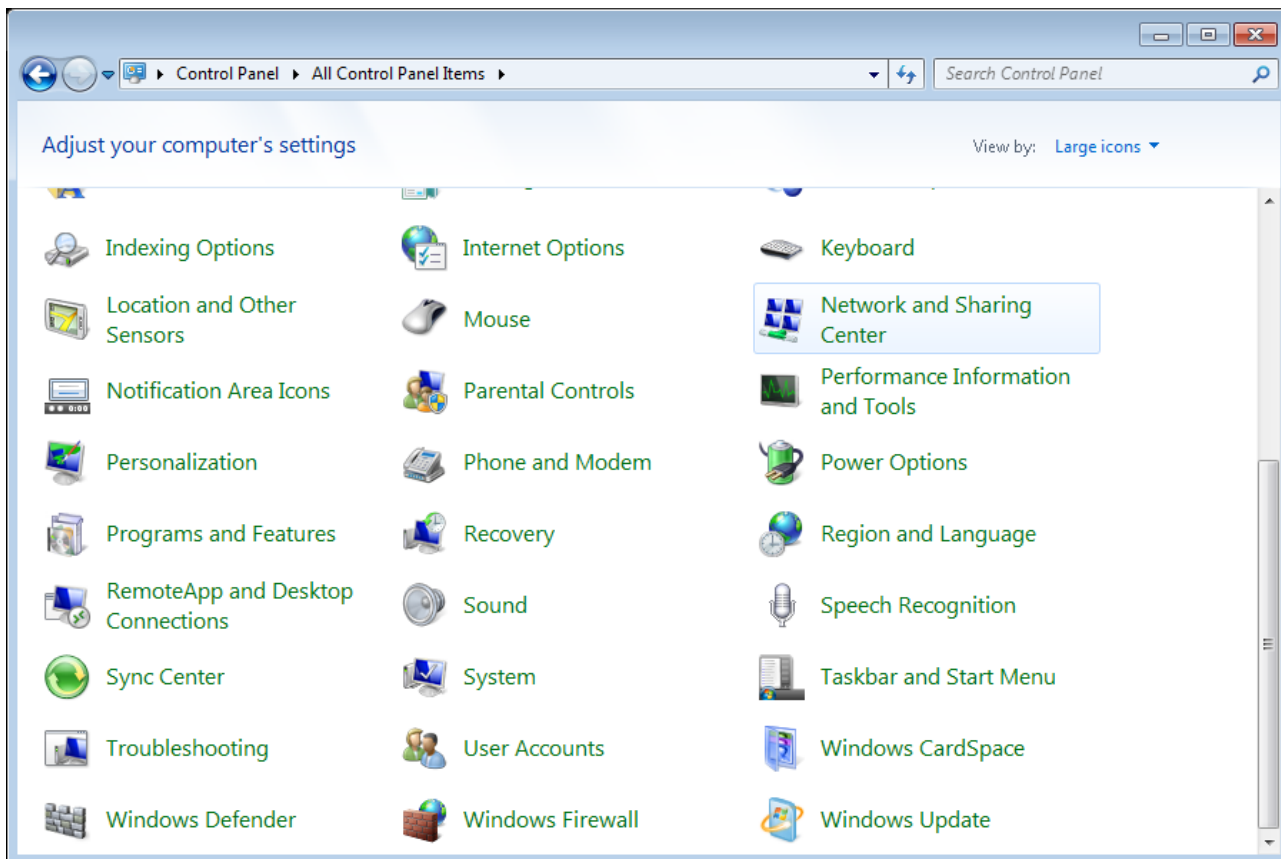 Control Panel All Control Panel Items
Search Control Panel
Adjust your computer's settings
View by: Large icons
Indexing Options
Internet Options
Keyboard
Location and Other
Sensors
Mouse
Network and Sharing
Center
Notification Area Icons
Parental Controls
Performance Information
and Tools
Personalization
Phone and Modem
Power Options
Programs and Features
Recovery
Region and Language
RemoteApp and Desktop
Connections
Sound
Speech Recognition
Sync Center
System
Taskbar and Start Menu
Troubleshooting
User Accounts
Windows CardSpace
Windows Defender
Windows Firewall
Windows Update